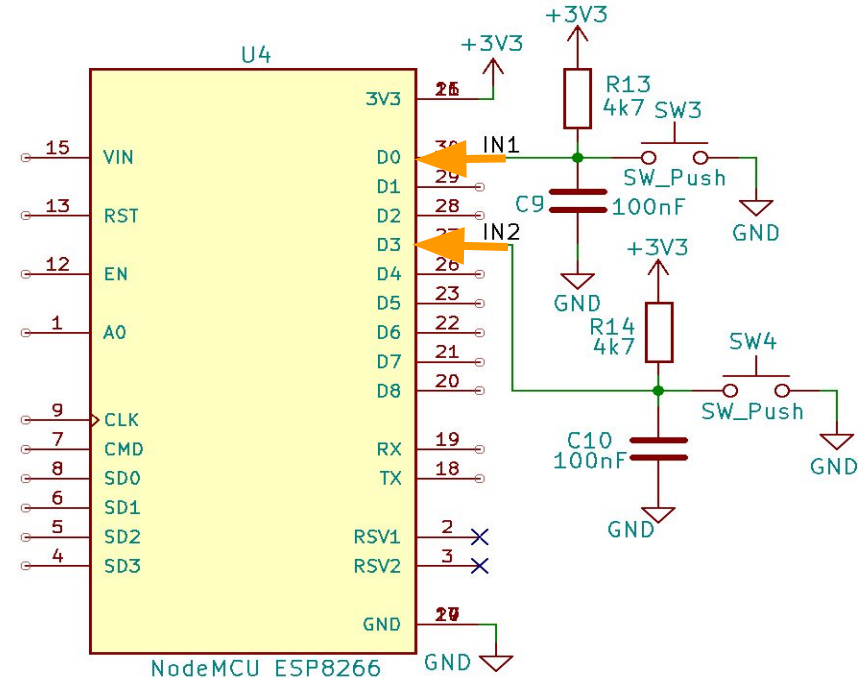 U4
+3V3
+3V3
3V3
R13
4k7
SW3
SW_Push
C9
100nF
GND
GND
15 VIN
D0
IN1
D1 29
13 RST
D2 28
D3
IN2
12 EN
D4 26
D5 23
1 A0
D6 22
D7 21
D8 20
+3V3
R14
4k7
SW4
SW_Push
C10
100nF
GND
GND
9 CLK
7 CMD
RX 19
8 SD0
TX 18
6 SD1
5 SD2
RSV1 2
4 SD3
RSV2 3
GND
GND
NodeMCU ESP8266